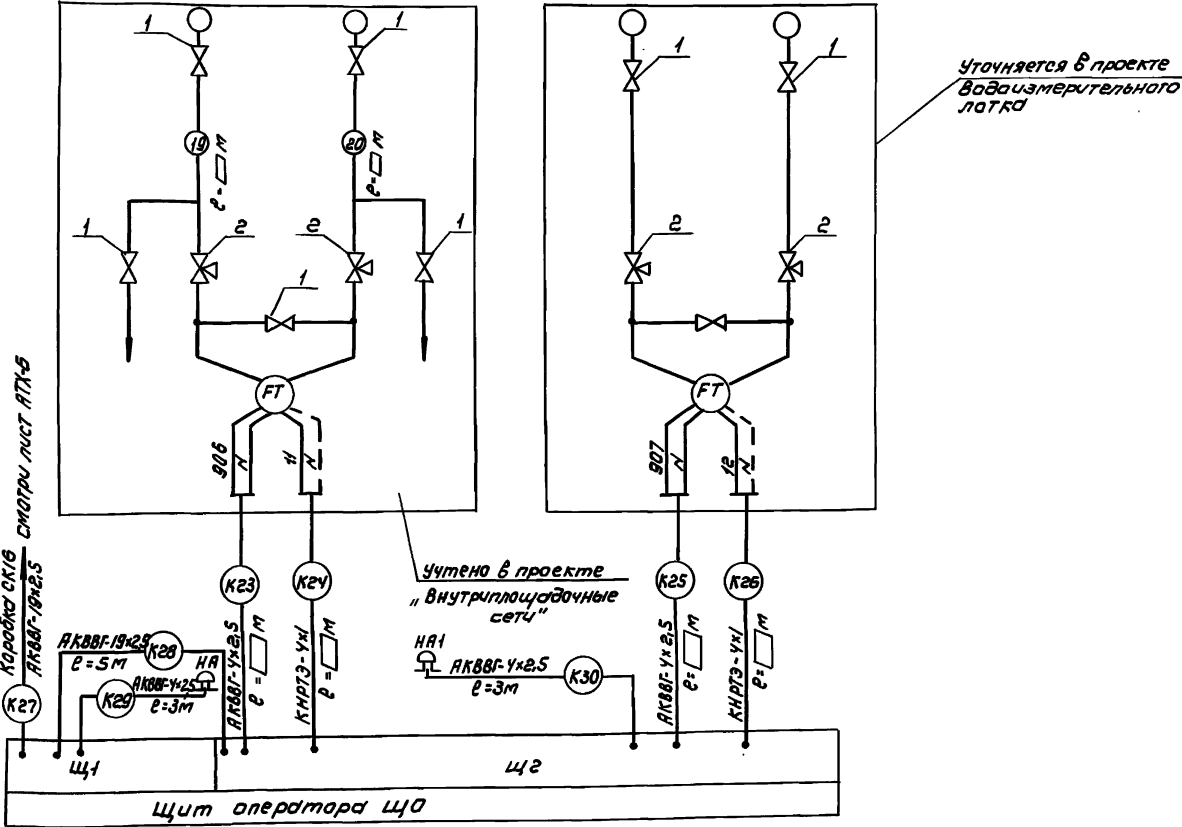 1
1
1
1
Уточняется в проекте
Водоизмерительного
лотка
19
ℓ=□м
20
ℓ=□м
1
2
2
1
2
2
1
FT
FT
906
N
11
N
907
N
12
N
Смотри лист АТХ-5
Коробка СК16
АКВВГ-19×2,5
К23
К24
Учтено в проекте
„Внутриплощадочные
сети"
К25
К26
АКВВГ-19×2,5
ℓ=5м
К28
НА
К29
АКВВГ-4×2,5
ℓ=3м
К27
АКВВГ-4×2,5
ℓ=□м
КНРТЭ-4×1
ℓ=□м
НА1
АКВВГ-4×2,5
ℓ=3м
К30
АКВВГ-4×2,5
ℓ=□м
КНРТЭ-4×1
ℓ=□м
Щ1
Щ2
Щит оператора ЩО